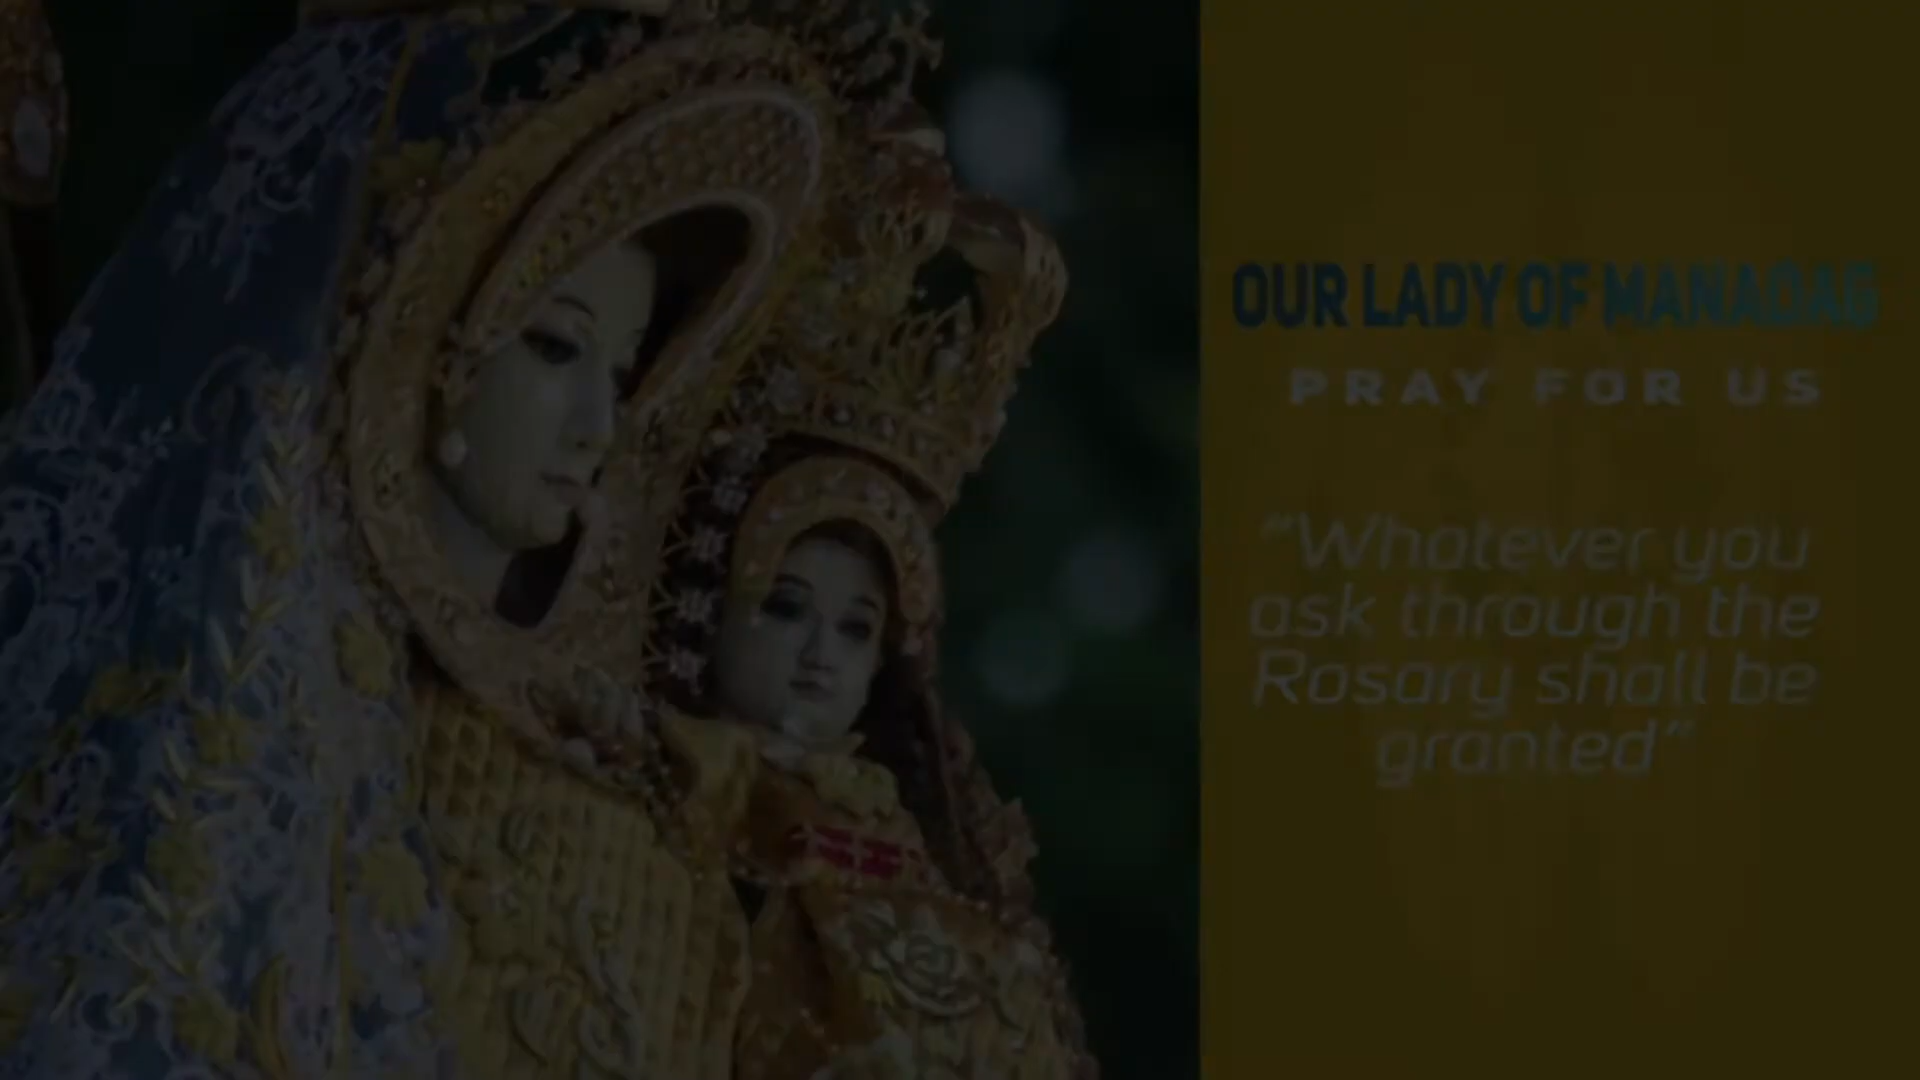 OUR LADY OF MANAOAG
PRAY FOR US
"Whatever you
ask through the
Rosary shall be
granted"